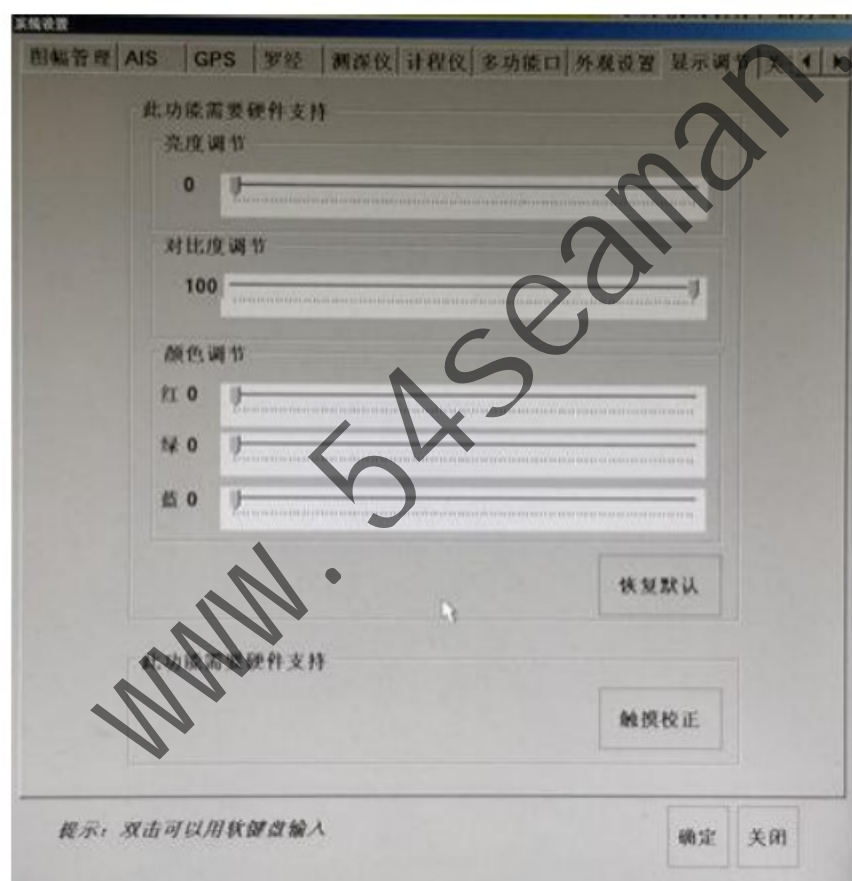 系统设置
图幅管理 AIS GPS 罗经 测深仪 计程仪 多功能口 外观设置 显示调节 关
此功能需要硬件支持
亮度调节
0
对比度调节
100
颜色调节
红 0
绿 0
蓝 0
恢复默认
此功能需要硬件支持
触摸校正
提示：双击可以用软键盘输入
确定 关闭
www.54seaman.